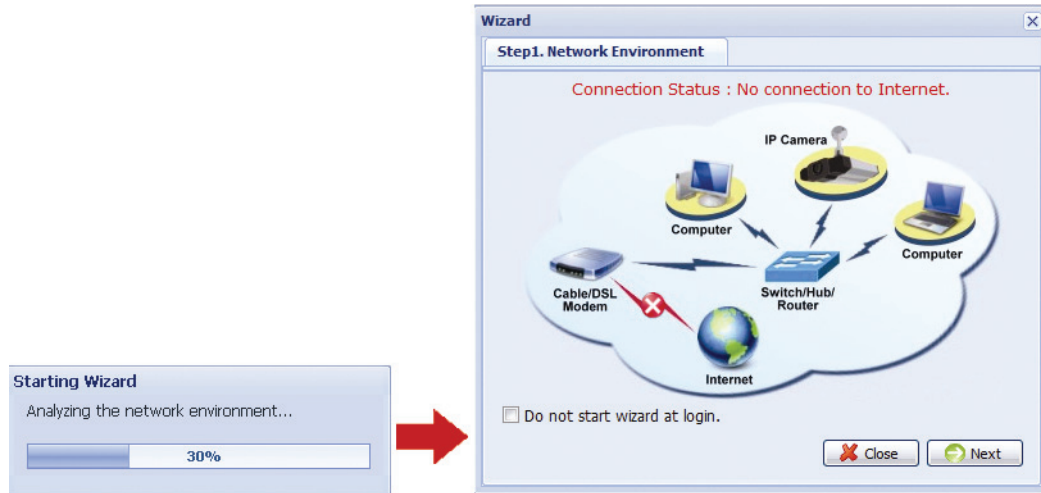 Starting Wizard
Analyzing the network environment...
30%
Wizard
Step1. Network Environment
Connection Status : No connection to Internet.
IP Camera
Computer
Computer
Cable/DSL
Modem
Switch/Hub/
Router
Internet
Do not start wizard at login.
Close
Next